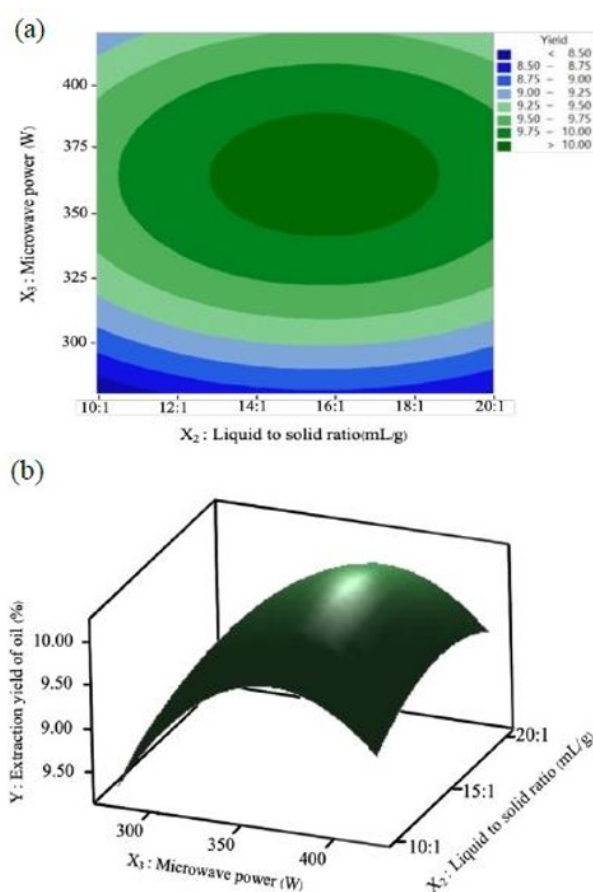 (a)
Yield
< 8.50
8.50 – 8.75
8.75 – 9.00
9.00 – 9.25
9.25 – 9.50
9.50 – 9.75
9.75 – 10.00
> 10.00
400
375
350
325
300
X₃ : Microwave power (W)
10:1 12:1 14:1 16:1 18:1 20:1
X₂ : Liquid to solid ratio(mL/g)
(b)
Y : Extraction yield of oil (%)
10.00
9.50
9.00
9.50
300
350
400
X₃ : Microwave power (W)
20:1
15:1
10:1
X₂ : Liquid to solid ratio (mL/g)